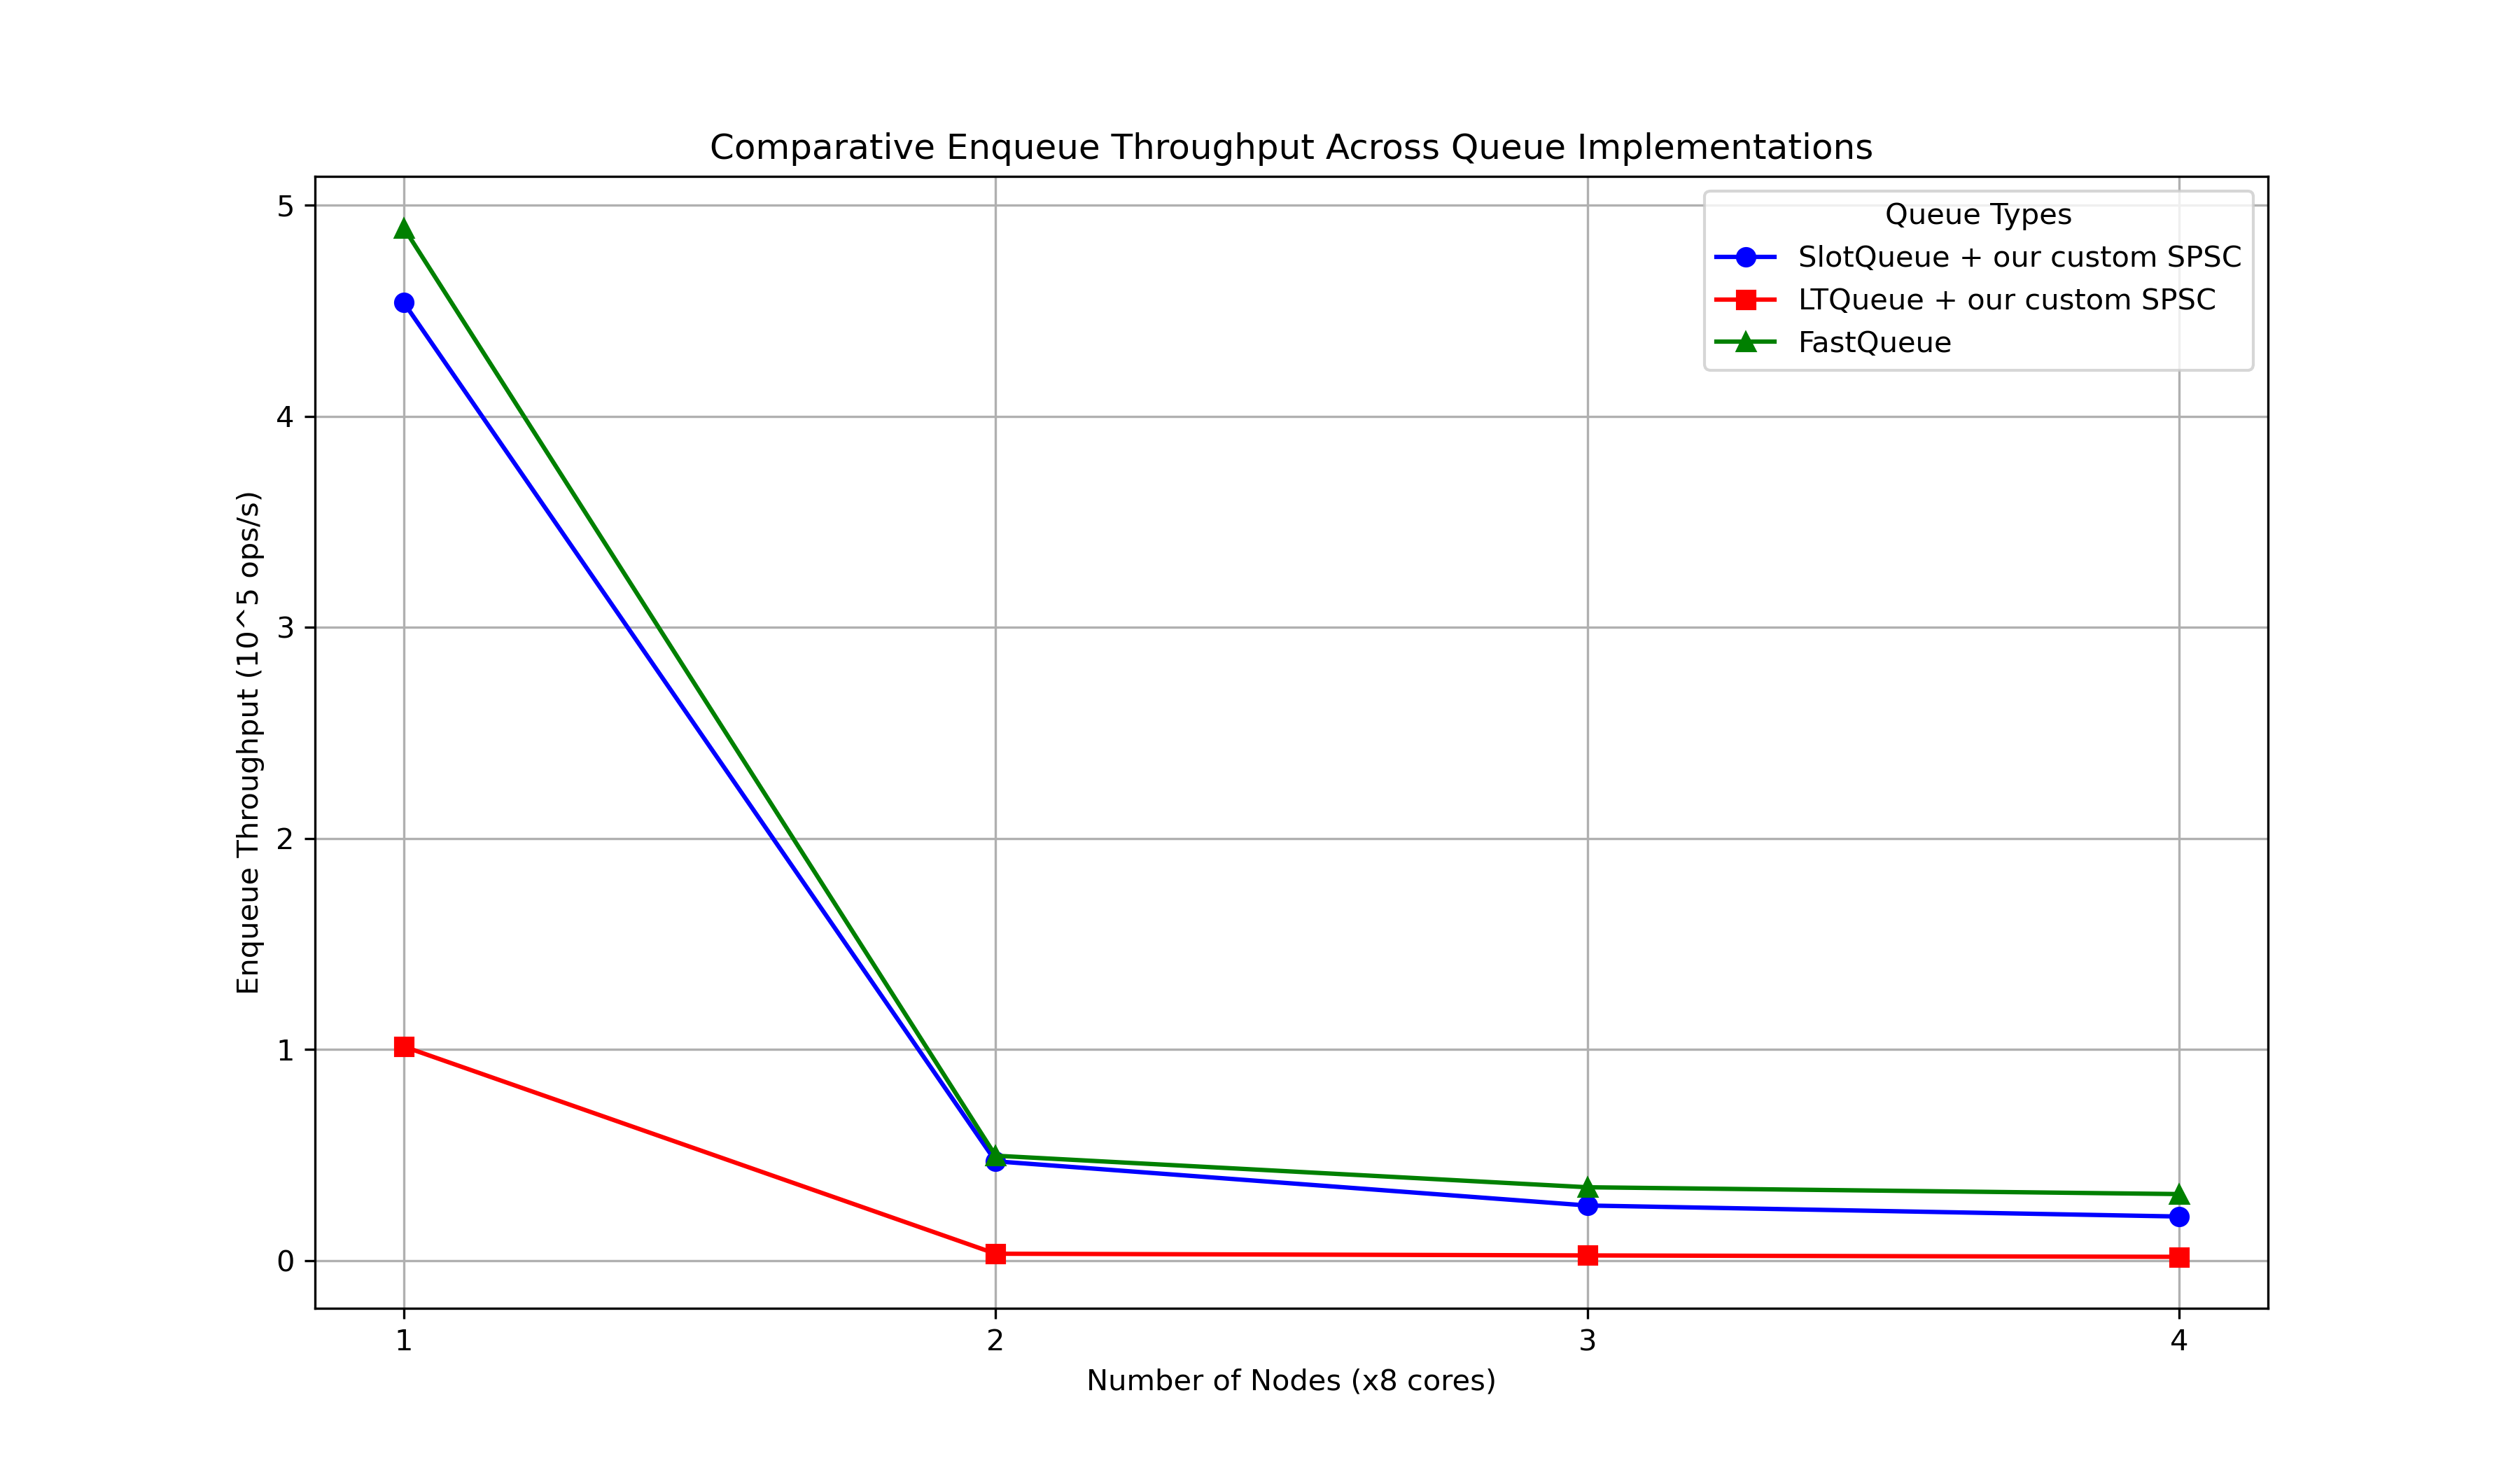 Comparative Enqueue Throughput Across Queue Implementations
Queue Types
SlotQueue + our custom SPSC
LTQueue + our custom SPSC
FastQueue
Enqueue Throughput (10^5 ops/s)
5
4
3
2
1
0
1
2
3
4
Number of Nodes (x8 cores)